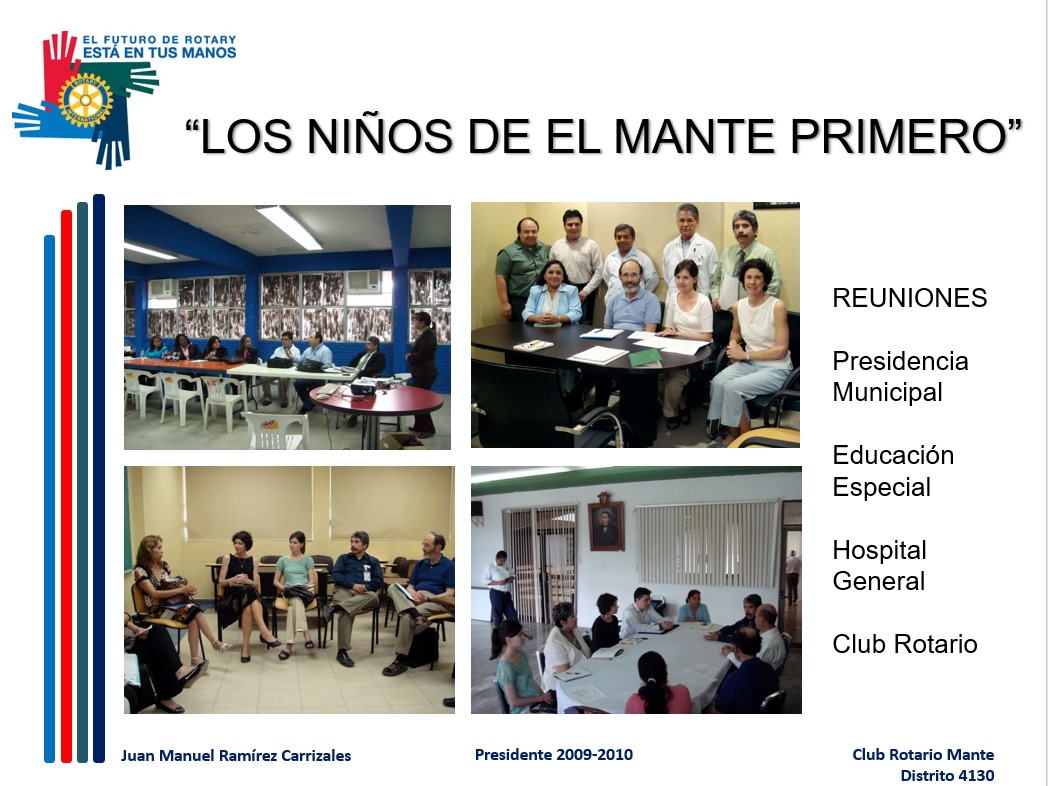 EL FUTURO DE ROTARY
ESTÁ EN TUS MANOS
ROTARY
INTERNATIONAL
“LOS NIÑOS DE EL MANTE PRIMERO”
REUNIONES
Presidencia
Municipal
Educación
Especial
Hospital
General
Club Rotario
Juan Manuel Ramírez Carrizales
Presidente 2009-2010
Club Rotario Mante
Distrito 4130